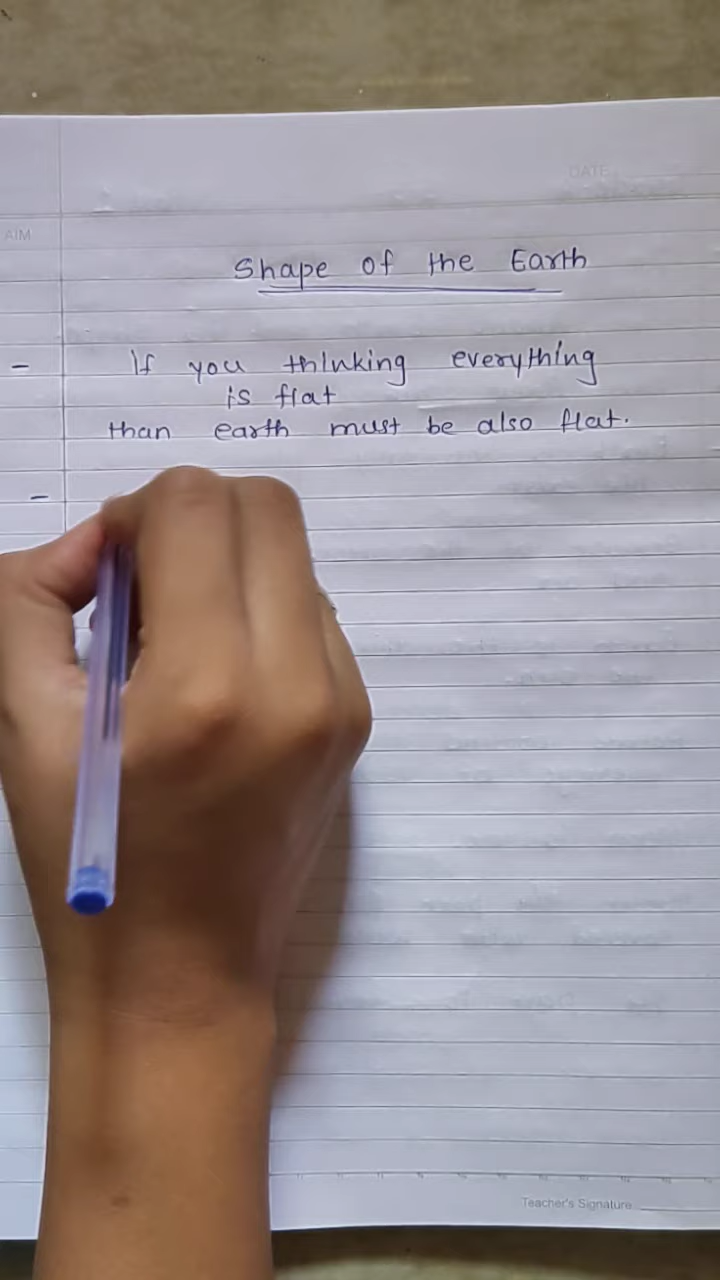 DATE
AIM
Shape of the Earth
- If you thinking everything
is flat
than earth must be also flat.
-
Teacher's Signature